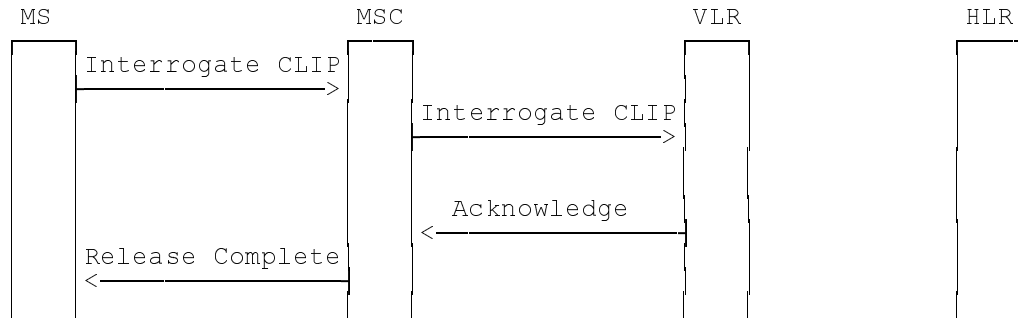 MS MSC VLR HLR
Interrogate CLIP
Interrogate CLIP
Acknowledge
Release Complete